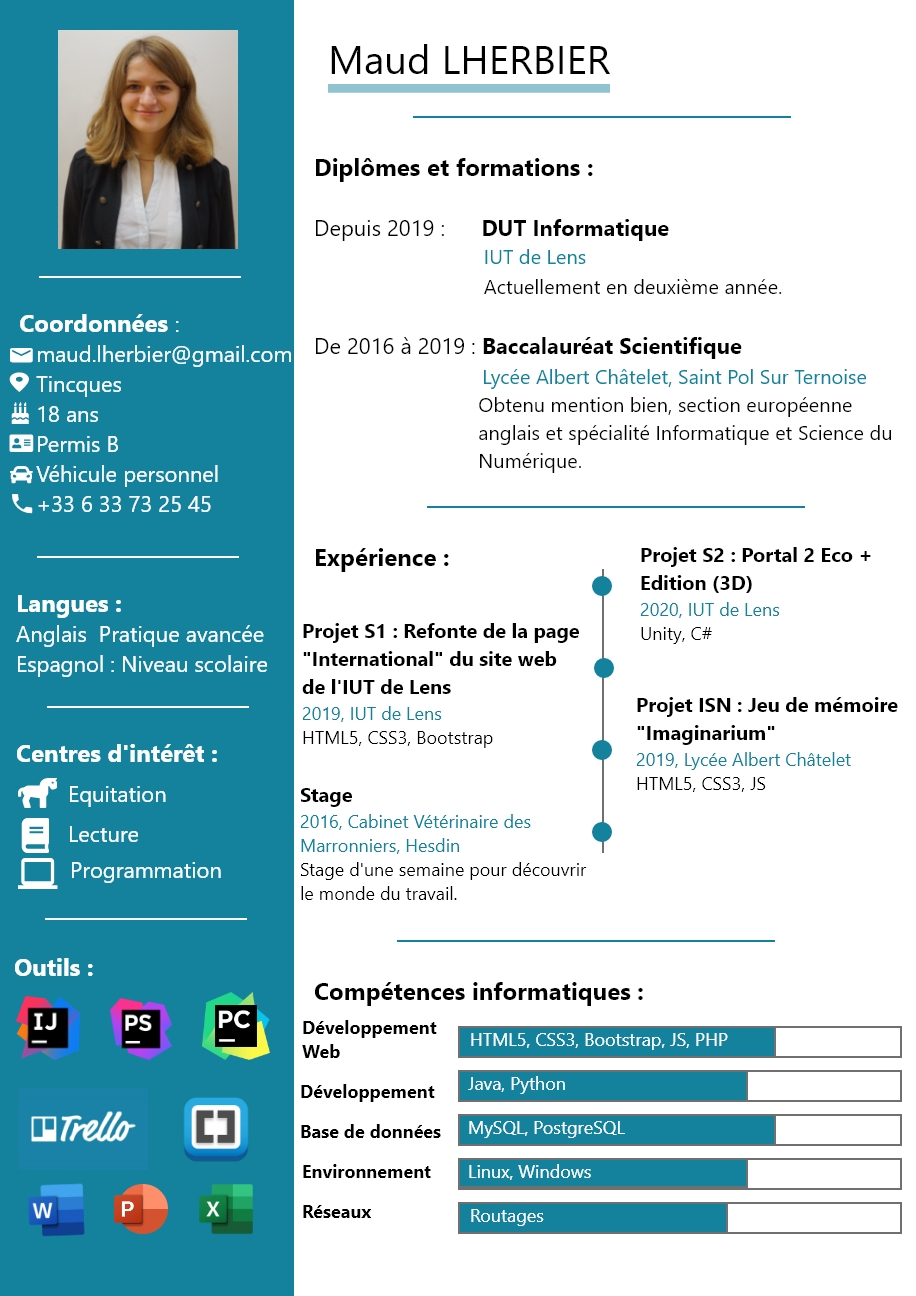 Maud LHERBIER
Coordonnées :
maud.lherbier@gmail.com
Tincques
18 ans
Permis B
Véhicule personnel
+33 6 33 73 25 45
Langues :
Anglais  Pratique avancée
Espagnol : Niveau scolaire
Centres d'intérêt :
Equitation
Lecture
Programmation
Outils :
IJ
PS
PC
Trello
W
P
X
Diplômes et formations :
Depuis 2019 : DUT Informatique
IUT de Lens
Actuellement en deuxième année.
De 2016 à 2019 : Baccalauréat Scientifique
Lycée Albert Châtelet, Saint Pol Sur Ternoise
Obtenu mention bien, section européenne
anglais et spécialité Informatique et Science du
Numérique.
Expérience :
Projet S2 : Portal 2 Eco +
Edition (3D)
2020, IUT de Lens
Unity, C#
Projet S1 : Refonte de la page
"International" du site web
de l'IUT de Lens
2019, IUT de Lens
HTML5, CSS3, Bootstrap
Projet ISN : Jeu de mémoire
"Imaginarium"
2019, Lycée Albert Châtelet
HTML5, CSS3, JS
Stage
2016, Cabinet Vétérinaire des
Marronniers, Hesdin
Stage d'une semaine pour découvrir
le monde du travail.
Compétences informatiques :
Développement
Web
HTML5, CSS3, Bootstrap, JS, PHP
Développement
Java, Python
Base de données
MySQL, PostgreSQL
Environnement
Linux, Windows
Réseaux
Routages